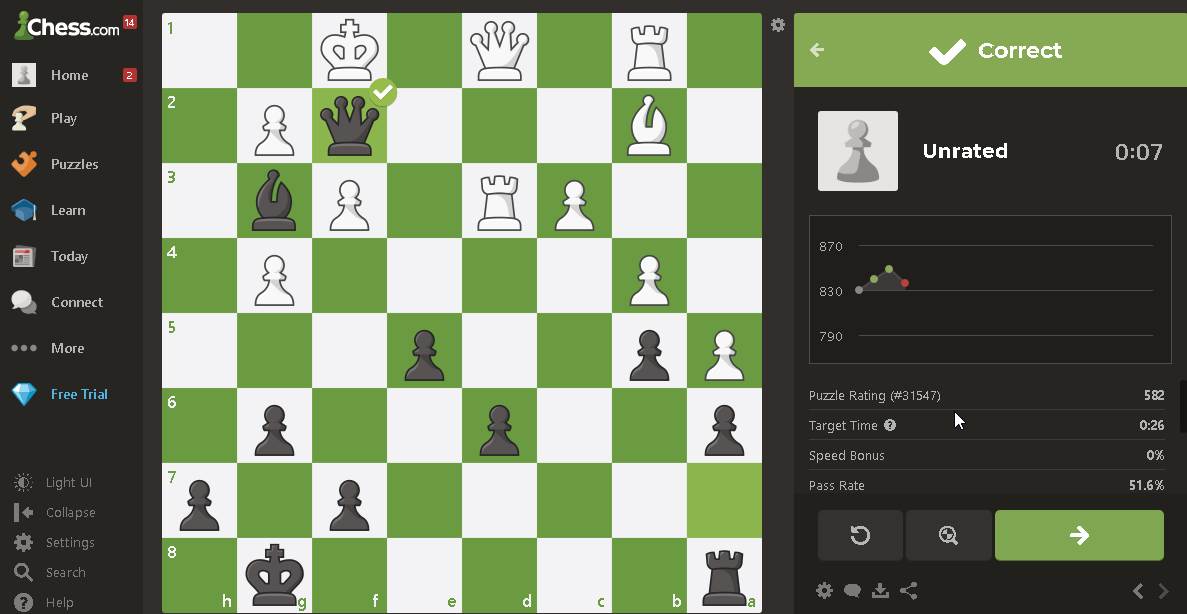 Chess.com 14
Home 2
Play
Puzzles
Learn
Today
Connect
More
Free Trial
Light UI
Collapse
Settings
Search
Help
1
2
3
4
5
6
7
8
h g f e d c b a
Correct
Unrated 0:07
870
830
790
Puzzle Rating (#31547) 582
Target Time ? 0:26
Speed Bonus 0%
Pass Rate 51.6%